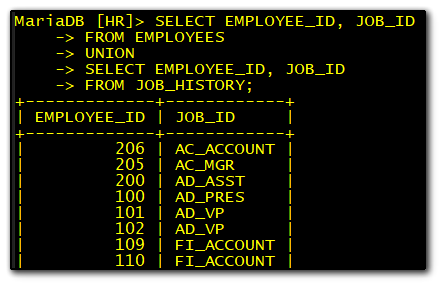 MariaDB [HR]> SELECT EMPLOYEE_ID, JOB_ID
    -> FROM EMPLOYEES
    -> UNION
    -> SELECT EMPLOYEE_ID, JOB_ID
    -> FROM JOB_HISTORY;
+-------------+------------+
| EMPLOYEE_ID | JOB_ID     |
+-------------+------------+
|         206 | AC_ACCOUNT |
|         205 | AC_MGR     |
|         200 | AD_ASST    |
|         100 | AD_PRES    |
|         101 | AD_VP      |
|         102 | AD_VP      |
|         109 | FI_ACCOUNT |
|         110 | FI_ACCOUNT |